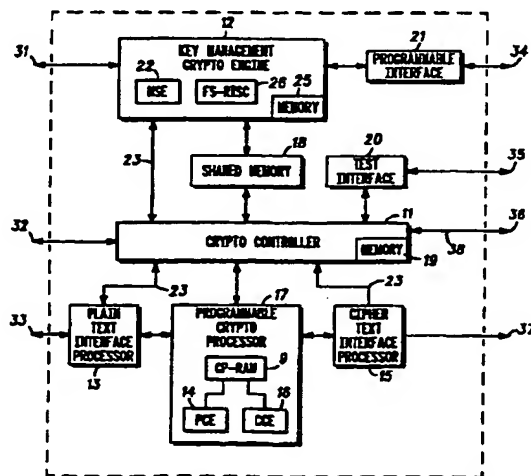 12
31
KEY MANAGEMENT
CRYPTO ENGINE
21
PROGRAMMABLE
INTERFACE
34
22
NSE
26
FS-RISC
25
MEMORY
23
18
SHARED MEMORY
20
TEST
INTERFACE
35
11
36
32
CRYPTO CONTROLLER
38
MEMORY
19
23
17
23
33
PLAIN
TEXT
INTERFACE
PROCESSOR
13
PROGRAMMABLE
CRYPTO
PROCESSOR
CP-RAM
9
14
PCE
16
CCE
CIPHER
TEXT
INTERFACE
PROCESSOR
15
37